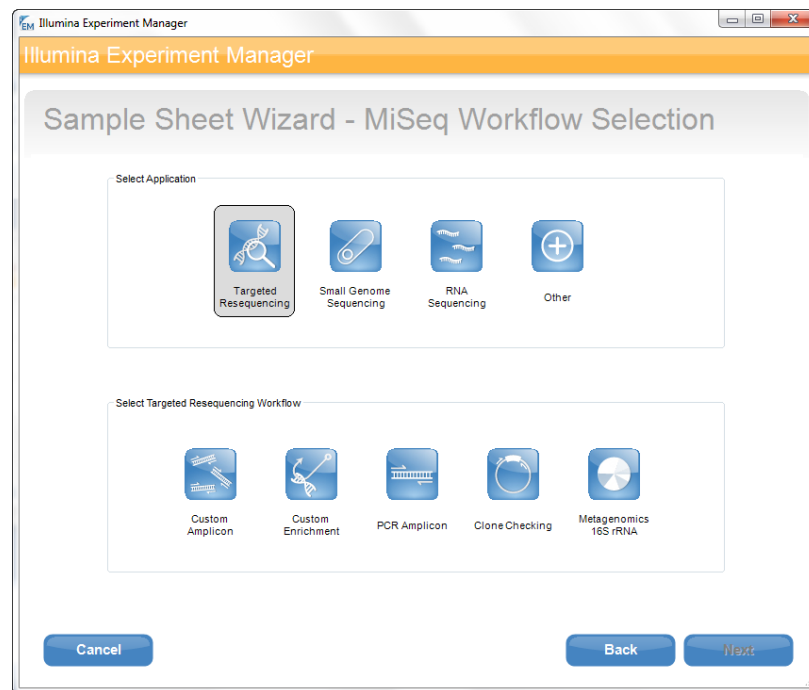 EM Illumina Experiment Manager
Illumina Experiment Manager
Sample Sheet Wizard - MiSeq Workflow Selection
Select Application
Targeted
Resequencing
Small Genome
Sequencing
RNA
Sequencing
Other
Select Targeted Resequencing Workflow
Custom
Amplicon
Custom
Enrichment
PCR Amplicon
Clone Checking
Metagenomics
16S rRNA
Cancel
Back
Next